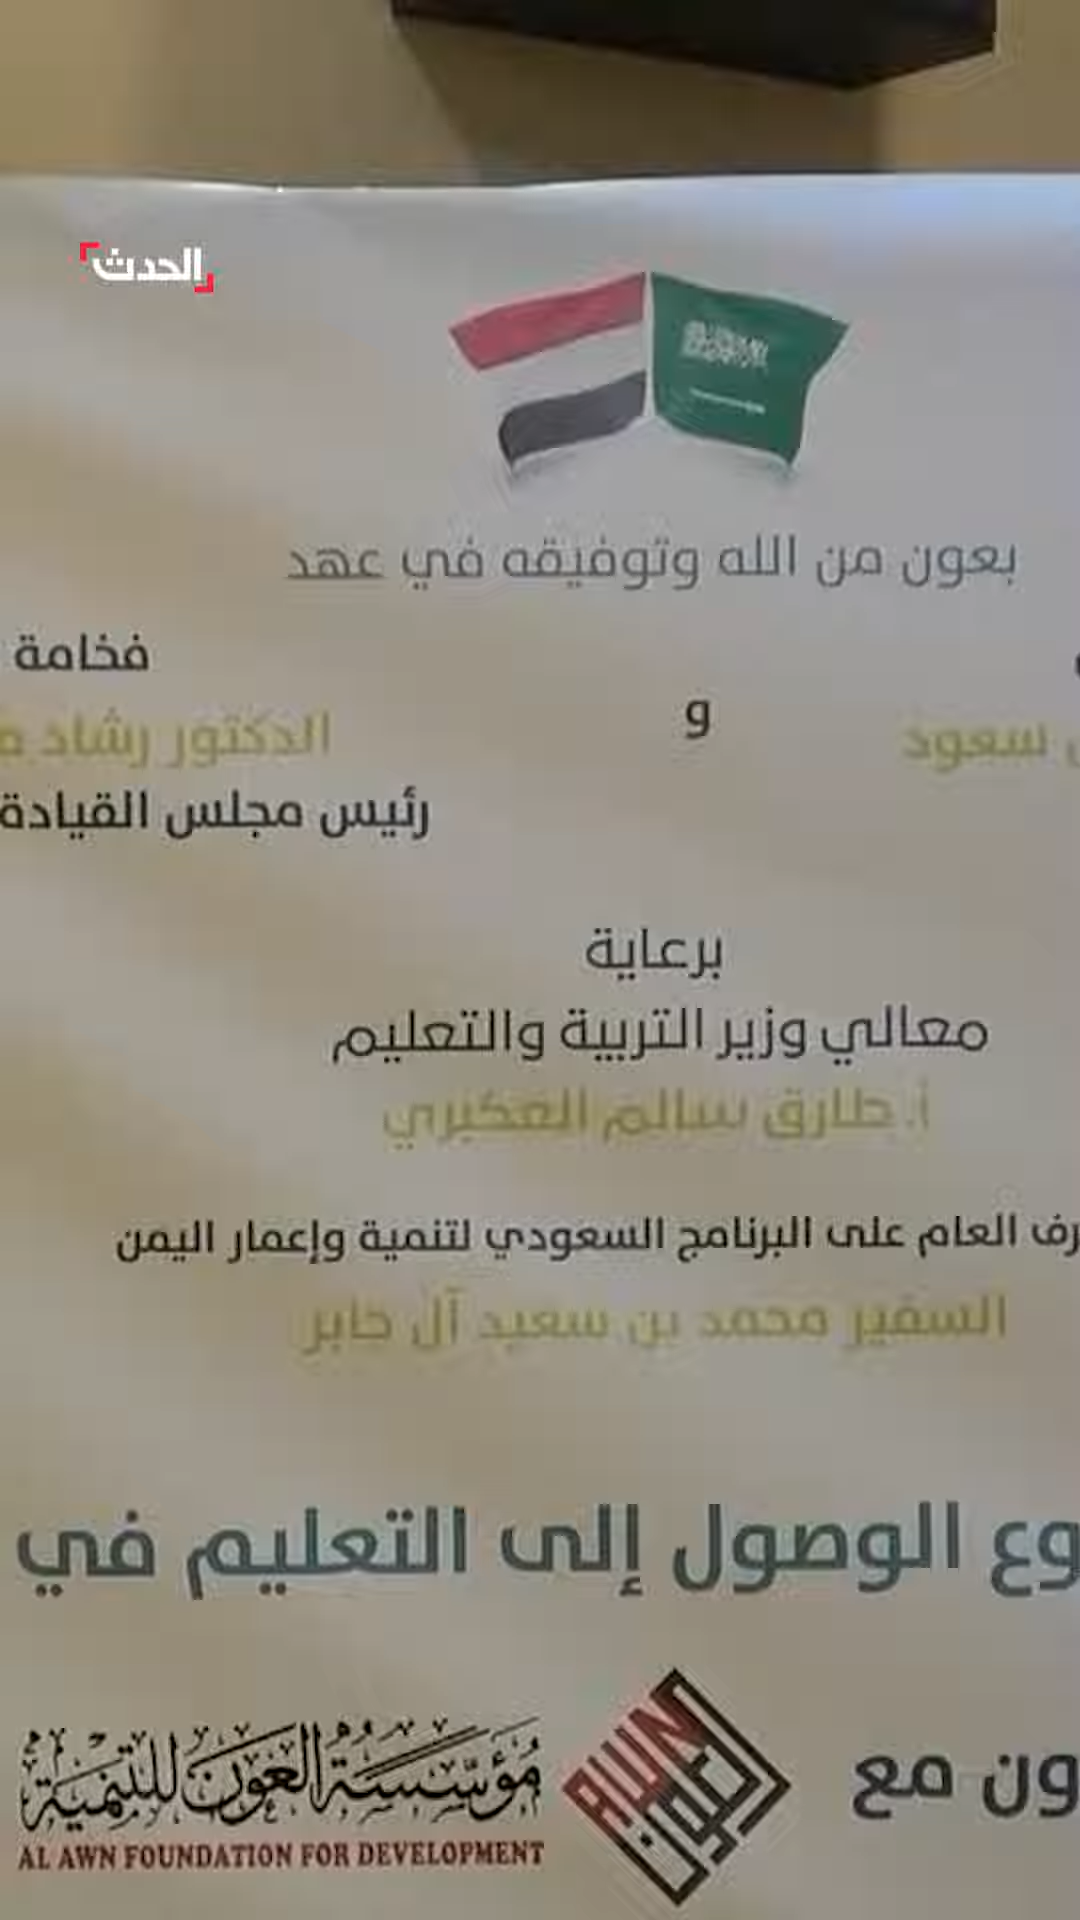 الحدث
بعون من الله وتوفيقه في عهد
فخامة
سعود
و
الدكتور رشاد
رئيس مجلس القيادة
برعاية
معالي وزير التربية والتعليم
أ. طارق سالم العكبري
العام على البرنامج السعودي لتنمية وإعمار اليمن
السفير محمد بن سعيد آل جابر
الوصول إلى التعليم في
مع
AWN
العون
مؤسسة العون للتنمية
AL AWN FOUNDATION FOR DEVELOPMENT